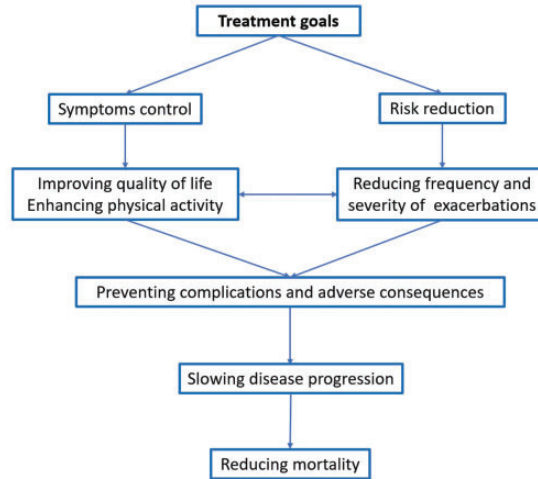 Treatment goals
Symptoms control
Risk reduction
Improving quality of life
Enhancing physical activity
Reducing frequency and
severity of exacerbations
Preventing complications and adverse consequences
Slowing disease progression
Reducing mortality